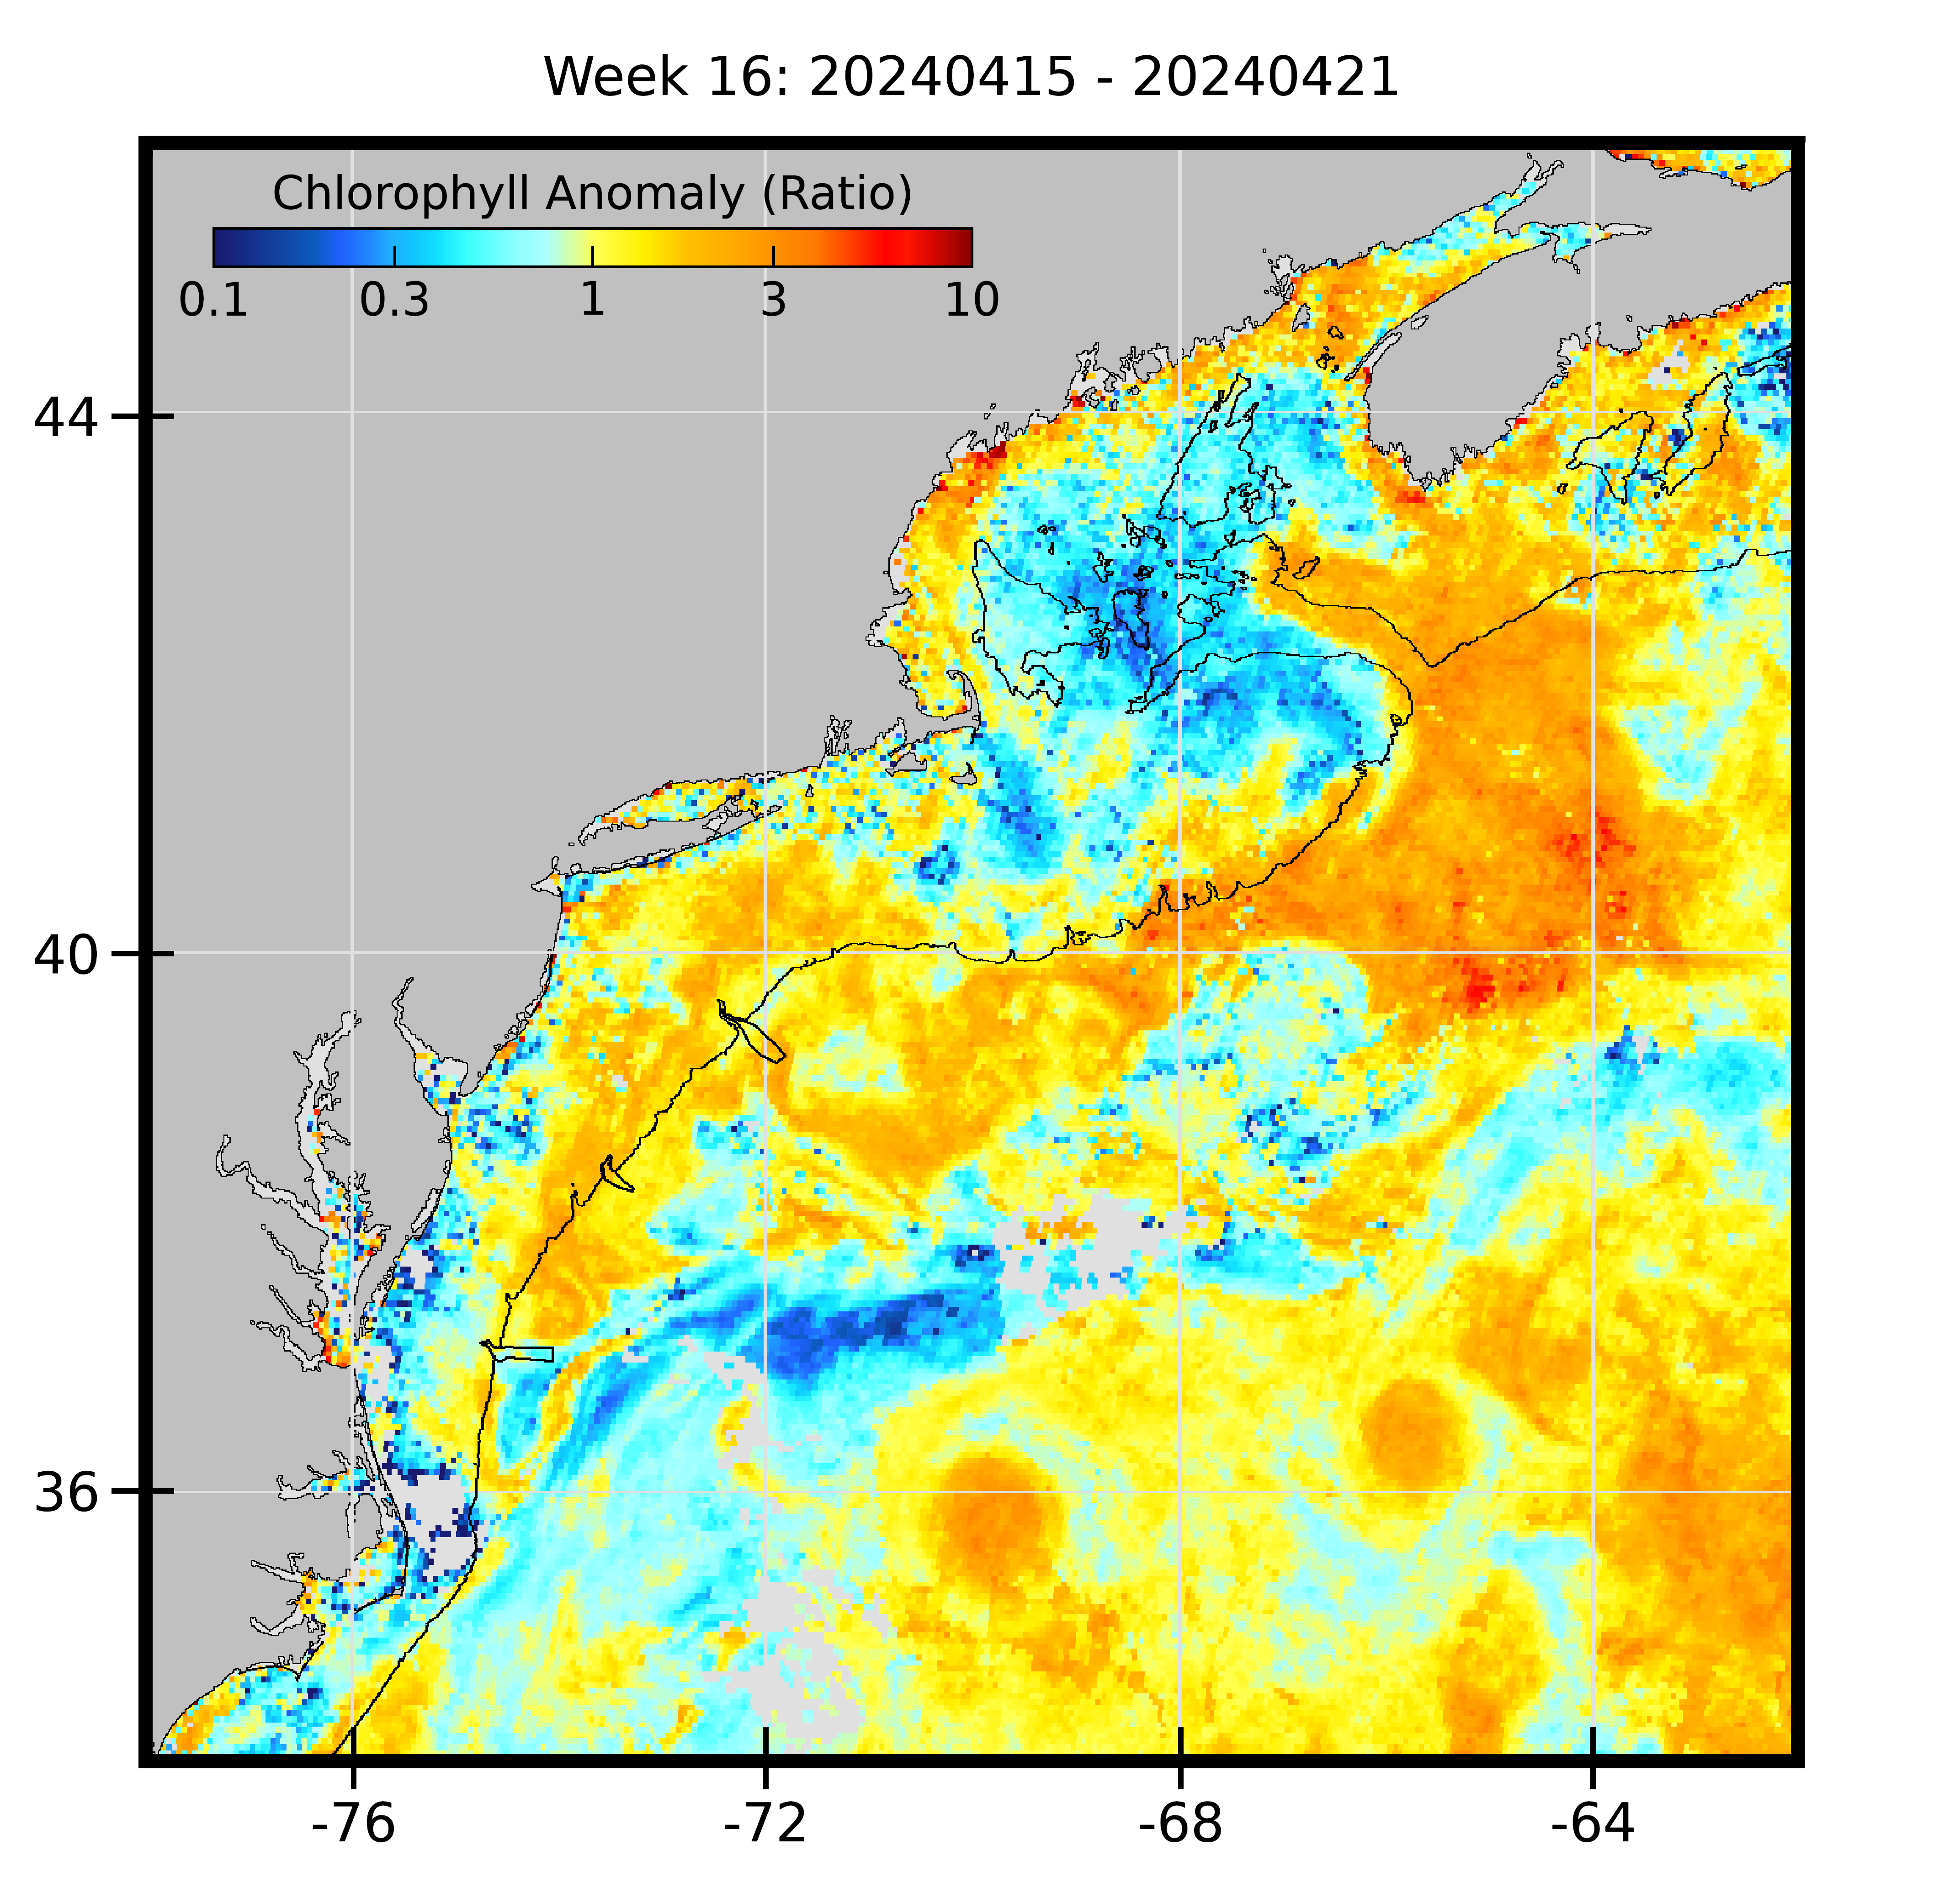 Week 16: 20240415 - 20240421
Chlorophyll Anomaly (Ratio)
0.1 0.3 1 3 10
44
40
36
-76 -72 -68 -64